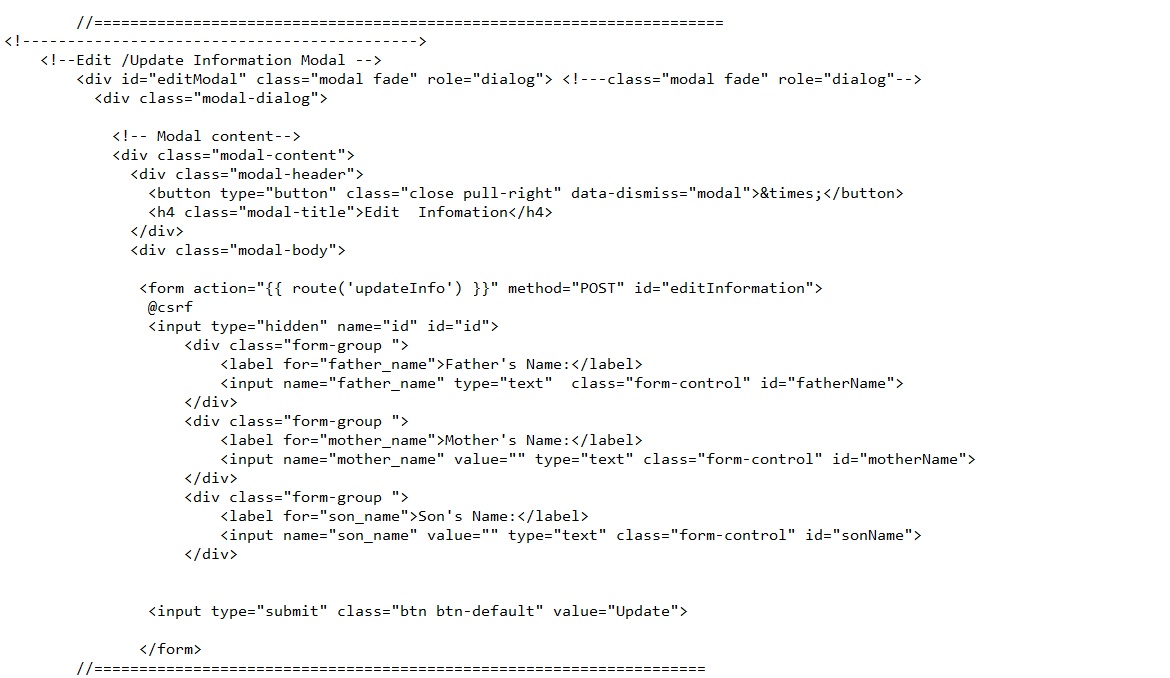 //======================================================================
<!-------------------------------------------->
<!--Edit /Update Information Modal -->
<div id="editModal" class="modal fade" role="dialog"> <!---class="modal fade" role="dialog"-->
<div class="modal-dialog">
<!-- Modal content-->
<div class="modal-content">
<div class="modal-header">
<button type="button" class="close pull-right" data-dismiss="modal">&times;</button>
<h4 class="modal-title">Edit  Infomation</h4>
</div>
<div class="modal-body">
<form action="{{ route('updateInfo') }}" method="POST" id="editInformation">
@csrf
<input type="hidden" name="id" id="id">
<div class="form-group ">
<label for="father_name">Father's Name:</label>
<input name="father_name" type="text"  class="form-control" id="fatherName">
</div>
<div class="form-group ">
<label for="mother_name">Mother's Name:</label>
<input name="mother_name" value="" type="text" class="form-control" id="motherName">
</div>
<div class="form-group ">
<label for="son_name">Son's Name:</label>
<input name="son_name" value="" type="text" class="form-control" id="sonName">
</div>
<input type="submit" class="btn btn-default" value="Update">
</form>
//====================================================================